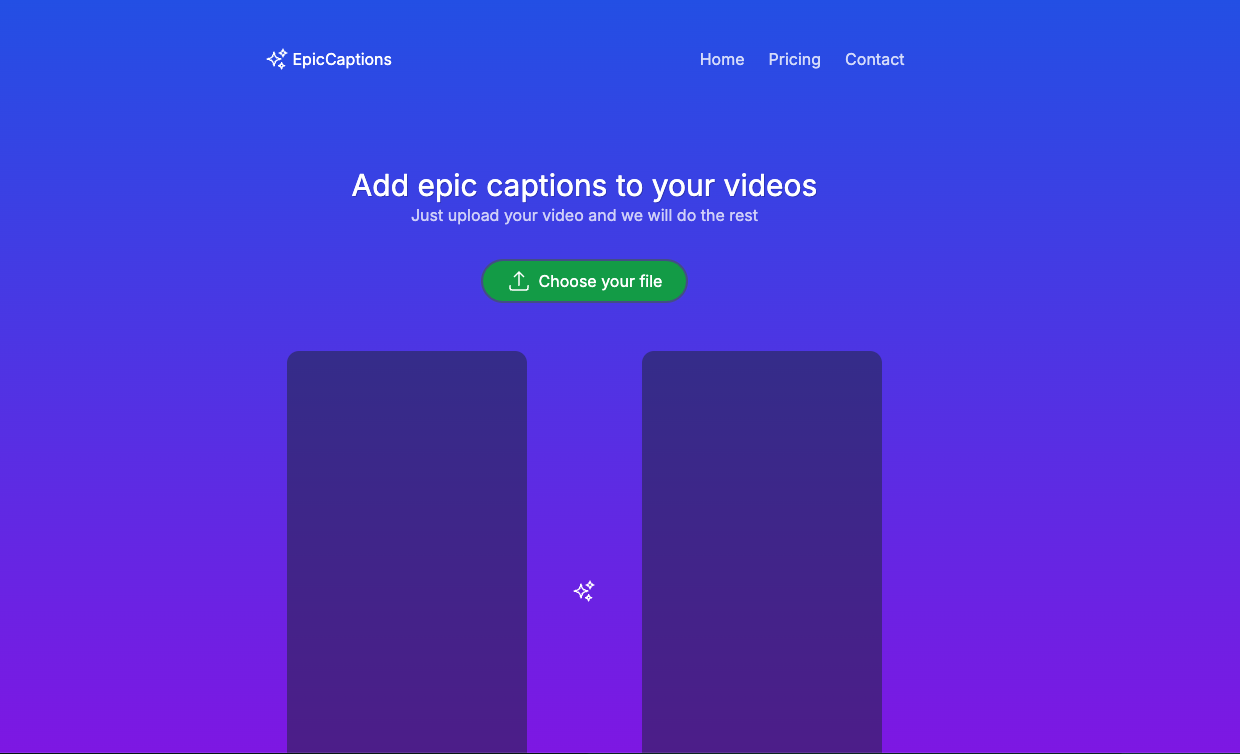 EpicCaptions
Home Pricing Contact
Add epic captions to your videos
Just upload your video and we will do the rest
Choose your file